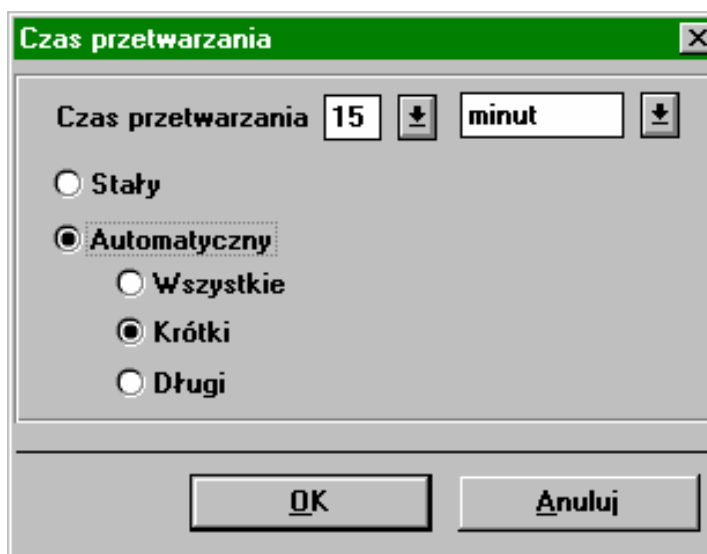 Czas przetwarzania
Czas przetwarzania 15 minut
Stały
Automatyczny
Wszystkie
Krótki
Długi
OK Anuluj